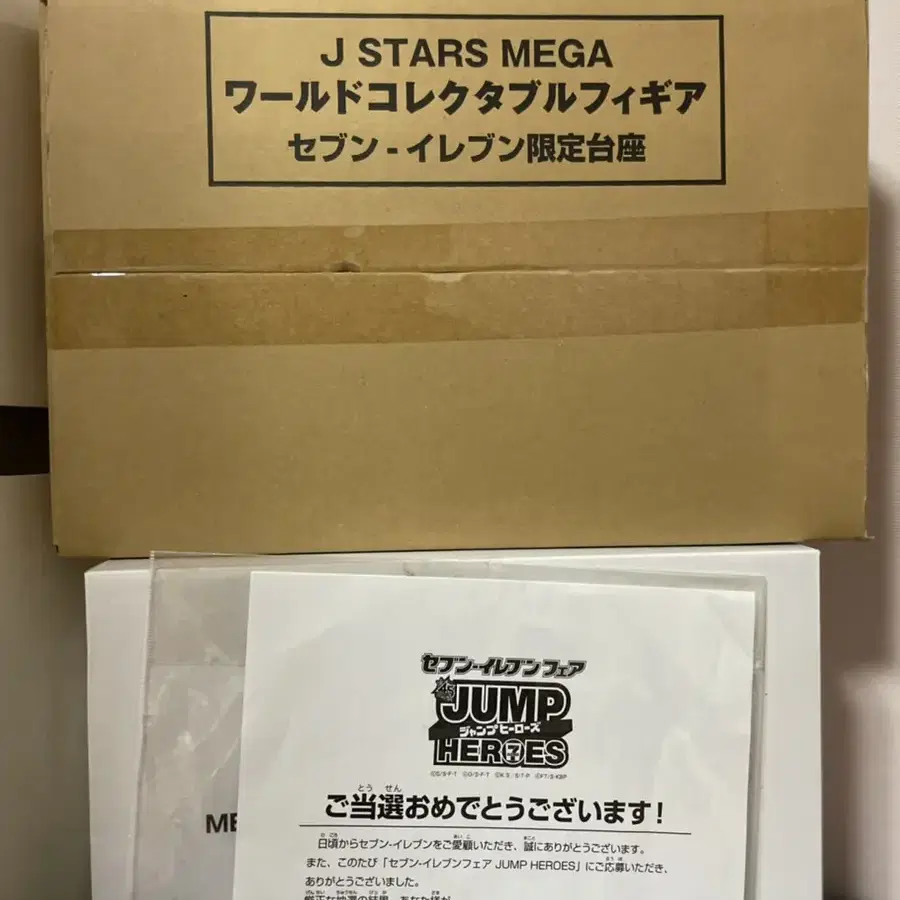 J STARS MEGA
ワールドコレクタブルフィギア
セブン-イレブン限定台座
セブン-イレブンフェア
45
JUMP
ジャンプヒーローズ
HEROES
とう せん
ご当選おめでとうございます!
日頃からセブン-イレブンをご愛顧いただき、誠にありがとうございます。
また、このたび「セブン-イレブンフェア JUMP HEROES」にご応募いただき、
ありがとうございました。
ME